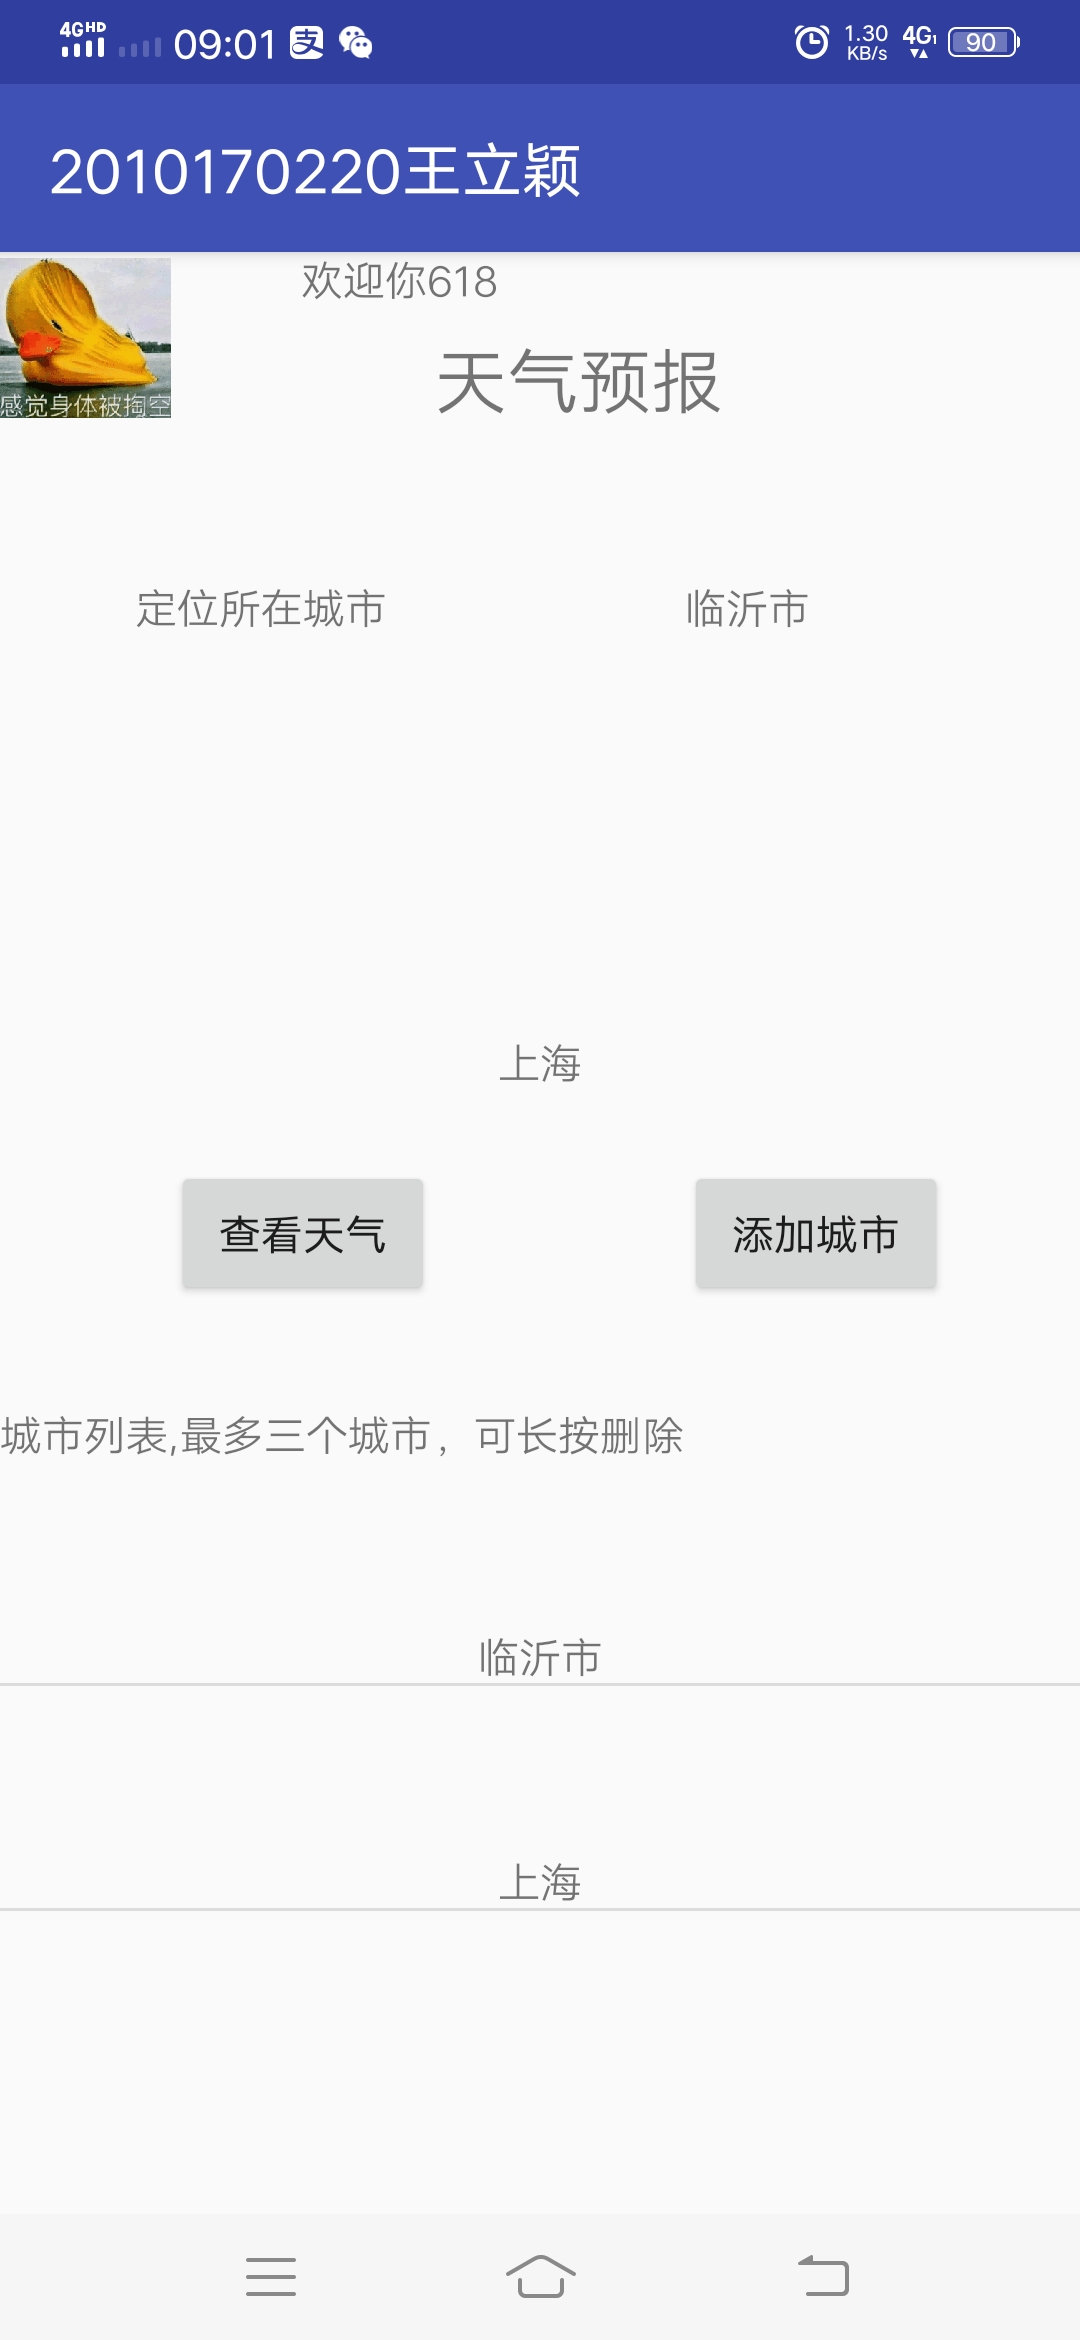 4G HD 09:01 支 1.30 KB/s 4G1 90
2010170220王立颖
欢迎你618
天气预报
感觉身体被掏空
定位所在城市 临沂市
上海
查看天气 添加城市
城市列表,最多三个城市，可长按删除
临沂市
上海